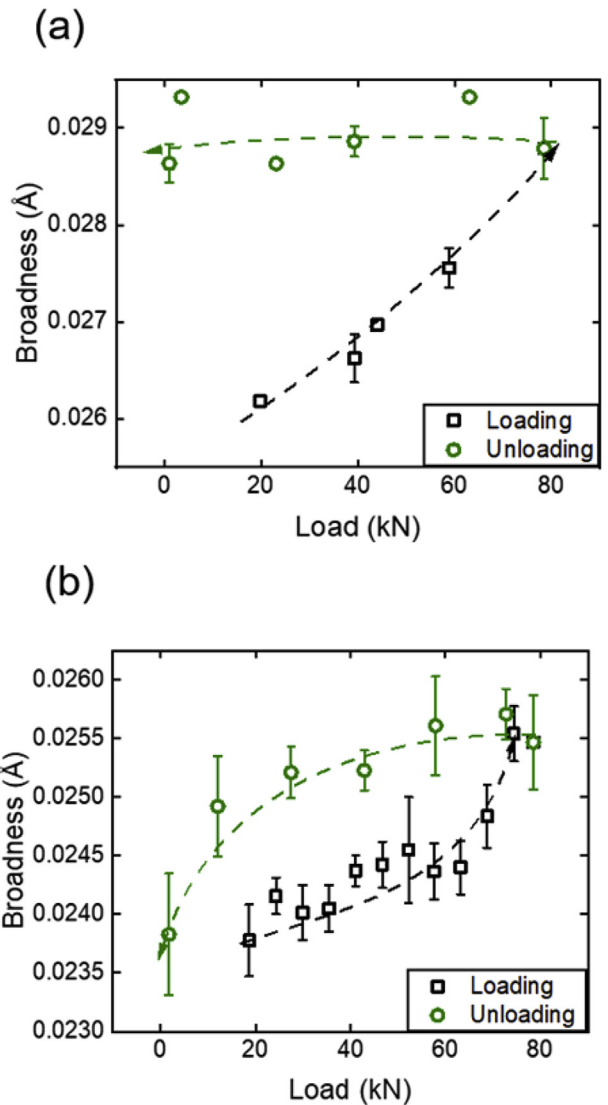 (a)
0.029
0.028
0.027
0.026
Broadness (Å)
0 20 40 60 80
Load (kN)
Loading
Unloading
(b)
0.0260
0.0255
0.0250
0.0245
0.0240
0.0235
0.0230
Broadness (Å)
0 20 40 60 80
Load (kN)
Loading
Unloading